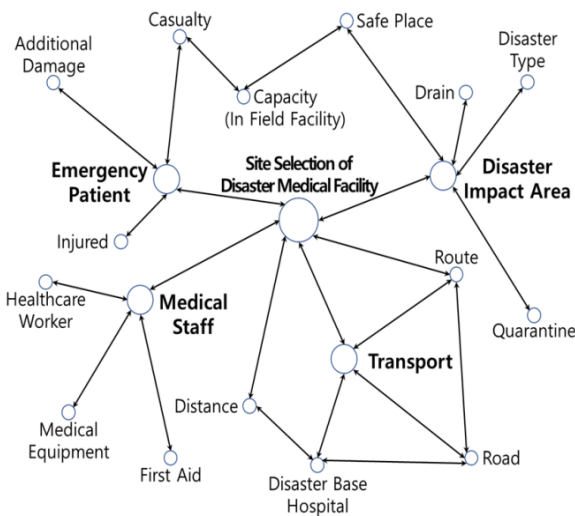 Casualty
Safe Place
Additional
Damage
Disaster
Type
Drain
Capacity
(In Field Facility)
Emergency
Patient
Site Selection of
Disaster Medical Facility
Disaster
Impact Area
Injured
Route
Healthcare
Worker
Medical
Staff
Quarantine
Transport
Distance
Medical
Equipment
First Aid
Disaster Base
Hospital
Road